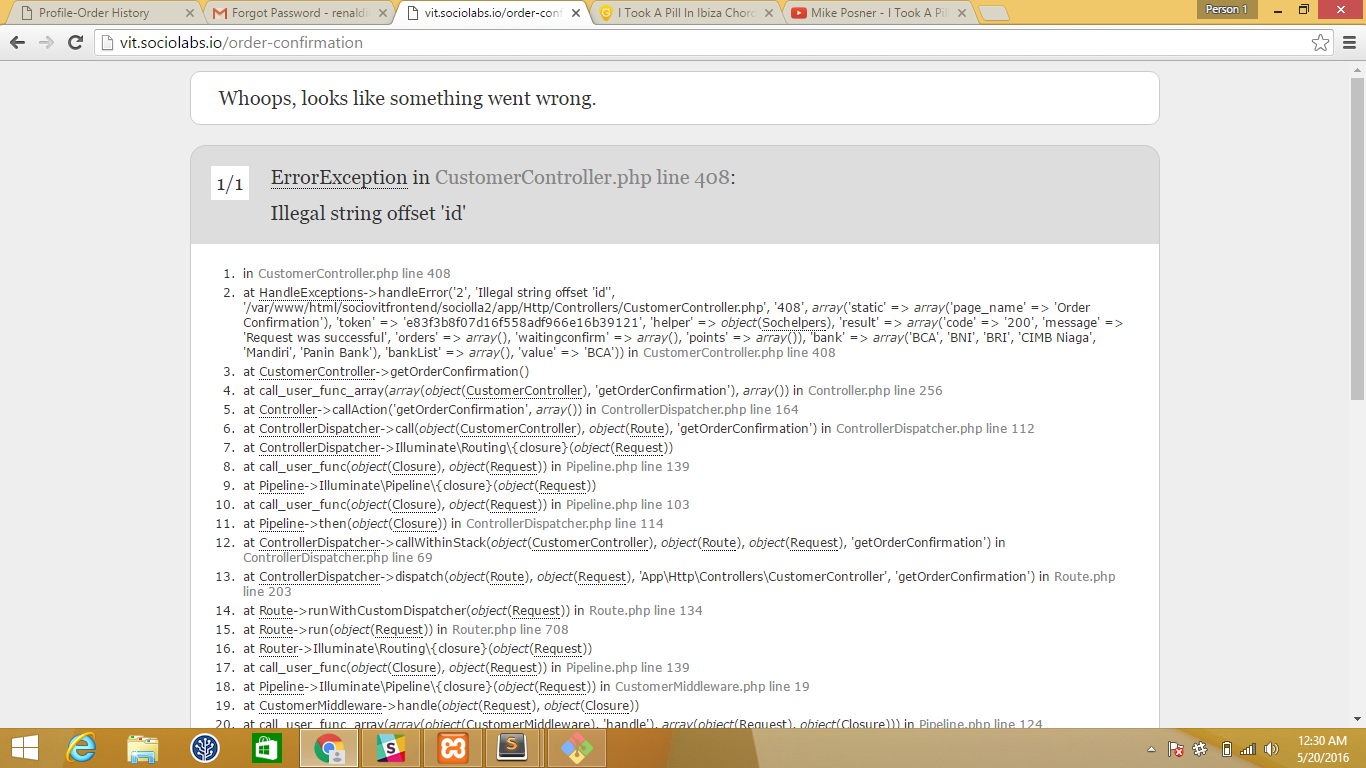 Profile-Order History
Forgot Password - renaldi
vit.sociolabs.io/order-conf
I Took A Pill In Ibiza Chord
Mike Posner - I Took A Pil
Person 1
vit.sociolabs.io/order-confirmation
Whoops, looks like something went wrong.
1/1
ErrorException in CustomerController.php line 408:
Illegal string offset 'id'
1. in CustomerController.php line 408
2. at HandleExceptions->handleError('2', 'Illegal string offset 'id'',
'/var/www/html/sociovitfrontend/sociolla2/app/Http/Controllers/CustomerController.php', '408', array('static' => array('page_name' => 'Order
Confirmation'), 'token' => 'e83f3b8f07d16f558adf966e16b39121', 'helper' => object(Sochelpers), 'result' => array('code' => '200', 'message' =>
'Request was successful', 'orders' => array(), 'waitingconfirm' => array(), 'points' => array()), 'bank' => array('BCA', 'BNI', 'BRI', 'CIMB Niaga',
'Mandiri', 'Panin Bank'), 'bankList' => array(), 'value' => 'BCA')) in CustomerController.php line 408
3. at CustomerController->getOrderConfirmation()
4. at call_user_func_array(array(object(CustomerController), 'getOrderConfirmation'), array()) in Controller.php line 256
5. at Controller->callAction('getOrderConfirmation', array()) in ControllerDispatcher.php line 164
6. at ControllerDispatcher->call(object(CustomerController), object(Route), 'getOrderConfirmation') in ControllerDispatcher.php line 112
7. at ControllerDispatcher->Illuminate\Routing\{closure}(object(Request))
8. at call_user_func(object(Closure), object(Request)) in Pipeline.php line 139
9. at Pipeline->Illuminate\Pipeline\{closure}(object(Request))
10. at call_user_func(object(Closure), object(Request)) in Pipeline.php line 103
11. at Pipeline->then(object(Closure)) in ControllerDispatcher.php line 114
12. at ControllerDispatcher->callWithinStack(object(CustomerController), object(Route), object(Request), 'getOrderConfirmation') in
ControllerDispatcher.php line 69
13. at ControllerDispatcher->dispatch(object(Route), object(Request), 'App\Http\Controllers\CustomerController', 'getOrderConfirmation') in Route.php
line 203
14. at Route->runWithCustomDispatcher(object(Request)) in Route.php line 134
15. at Route->run(object(Request)) in Router.php line 708
16. at Router->Illuminate\Routing\{closure}(object(Request))
17. at call_user_func(object(Closure), object(Request)) in Pipeline.php line 139
18. at Pipeline->Illuminate\Pipeline\{closure}(object(Request)) in CustomerMiddleware.php line 19
19. at CustomerMiddleware->handle(object(Request), object(Closure))
20. at call_user_func_array(array(object(CustomerMiddleware), 'handle'), array(object(Request), object(Closure))) in Pipeline.php line 124
12:30 AM
5/20/2016